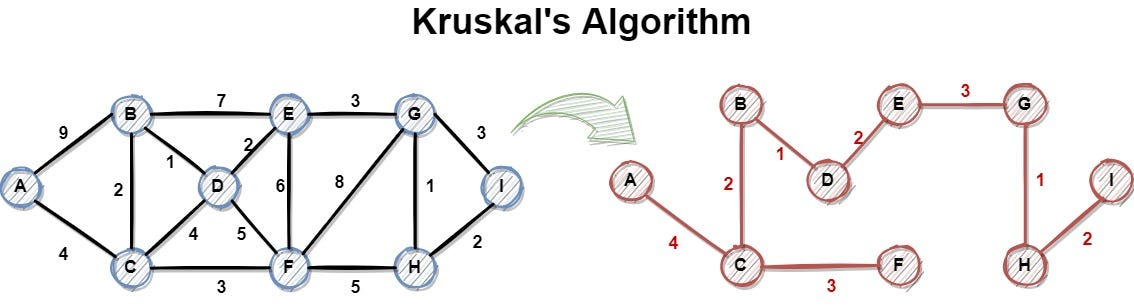 Kruskal's Algorithm
B 7 E 3 G
9 1 2 3
A 2 D 6 8 1 I
4 4 5 2
C 3 F 5 H
B E 3 G
1 2
A 2 D 1 I
4 2
C 3 F H